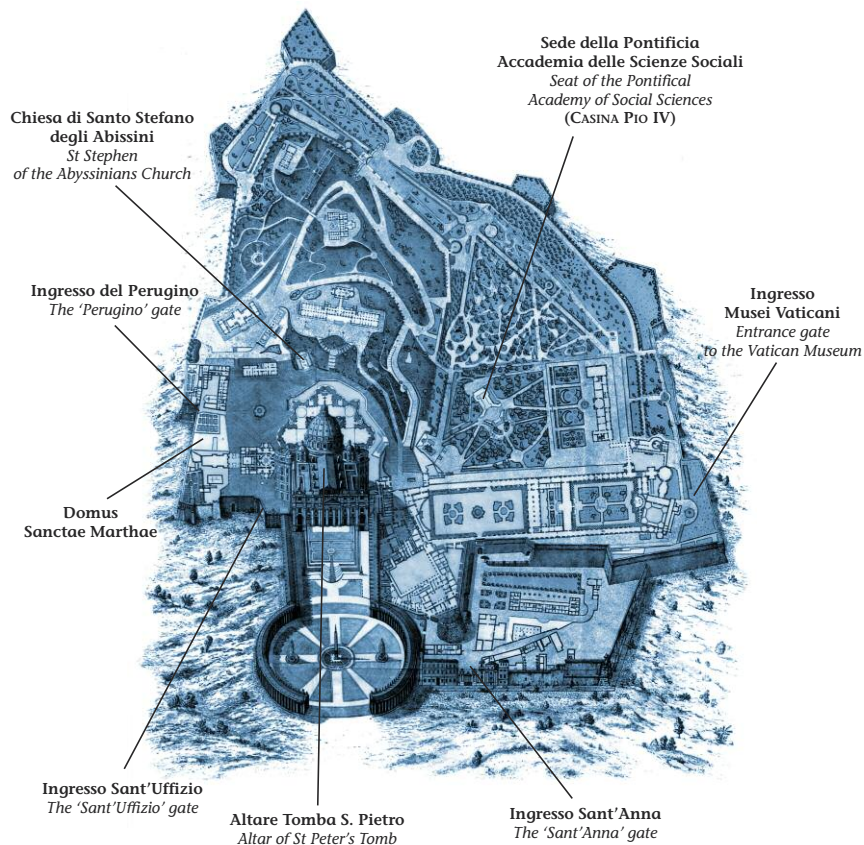 Sede della Pontificia
Accademia delle Scienze Sociali
Seat of the Pontifical
Academy of Social Sciences
(CASINA PIO IV)
Chiesa di Santo Stefano
degli Abissini
St Stephen
of the Abyssinians Church
Ingresso del Perugino
The ‘Perugino’ gate
Ingresso
Musei Vaticani
Entrance gate
to the Vatican Museum
Domus
Sanctae Marthae
Ingresso Sant’Uffizio
The ‘Sant’Uffizio’ gate
Altare Tomba S. Pietro
Altar of St Peter’s Tomb
Ingresso Sant’Anna
The ‘Sant’Anna’ gate